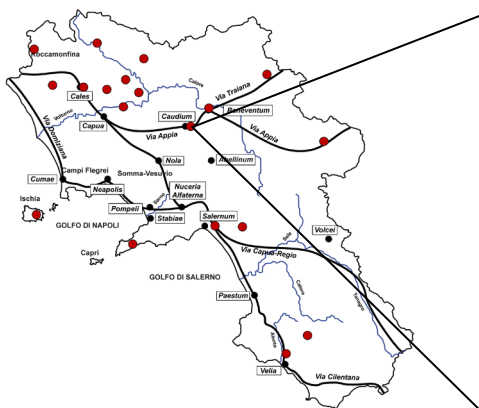 Roccamonfina
Volturno
Calore
Cales
Via Traiana
Capua
Caudium
Beneventum
Via Appia
Via Appia
Via Domiziana
Nola
Abellinum
Campi Flegrei
Somma-Vesuvio
Cumae
Neapolis
Nuceria
Alfaterna
Ischia
Pompeii
Sarno
Stabiae
Salernum
GOLFO DI NAPOLI
Volcei
Sele
Via Capua-Regio
Capri
GOLFO DI SALERNO
Calore
Tanagro
Paestum
Alento
Velia
Via Cilentana